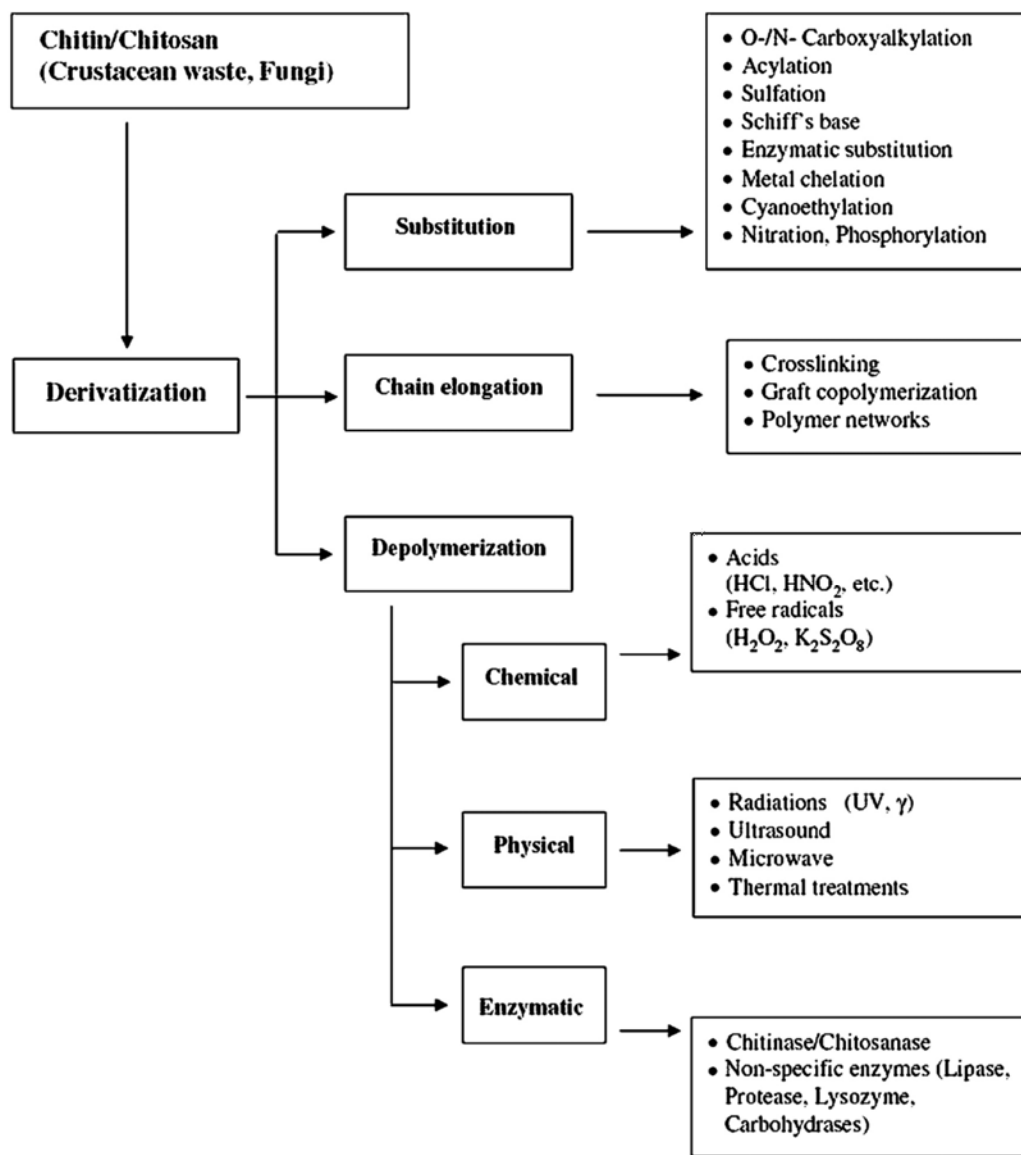 Chitin/Chitosan
(Crustacean waste, Fungi)
• O-/N- Carboxyalkylation
• Acylation
• Sulfation
• Schiff's base
• Enzymatic substitution
• Metal chelation
• Cyanoethylation
• Nitration, Phosphorylation
Substitution
Derivatization
Chain elongation
• Crosslinking
• Graft copolymerization
• Polymer networks
Depolymerization
• Acids
(HCl, HNO₂, etc.)
• Free radicals
(H₂O₂, K₂S₂O₈)
Chemical
Physical
• Radiations (UV, γ)
• Ultrasound
• Microwave
• Thermal treatments
Enzymatic
• Chitinase/Chitosanase
• Non-specific enzymes (Lipase,
Protease, Lysozyme,
Carbohydrases)